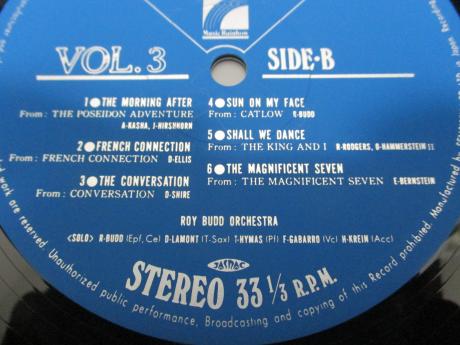 Music Rainbow
VOL. 3 SIDE-B
1●THE MORNING AFTER
From: THE POSEIDON ADVENTURE
A-KASHA, J-HIRSHHORN
2●FRENCH CONNECTION
From: FRENCH CONNECTION D-ELLIS
3●THE CONVERSATION
From: CONVERSATION D-SHIRE
4●SUN ON MY FACE
From: CATLOW R-BUDD
5●SHALL WE DANCE
From: THE KING AND I R-RODGERS, O-HAMMERSTEIN II
6●THE MAGNIFICENT SEVEN
From: THE MAGNIFICENT SEVEN E-BERNSTEIN
ROY BUDD ORCHESTRA
<SOLO> R-BUDD (Epf, Ce) D-LAMONT (T-Sax) T-HYMAS (Pf) F-GABARRO (Vc) H-KREIN (Acc)
JASRAC
STEREO 33 1/3 R.P.M.
work are reserved. Unauthorized public performance, Broadcasting and copying of this Record prohibited. Manufactured by